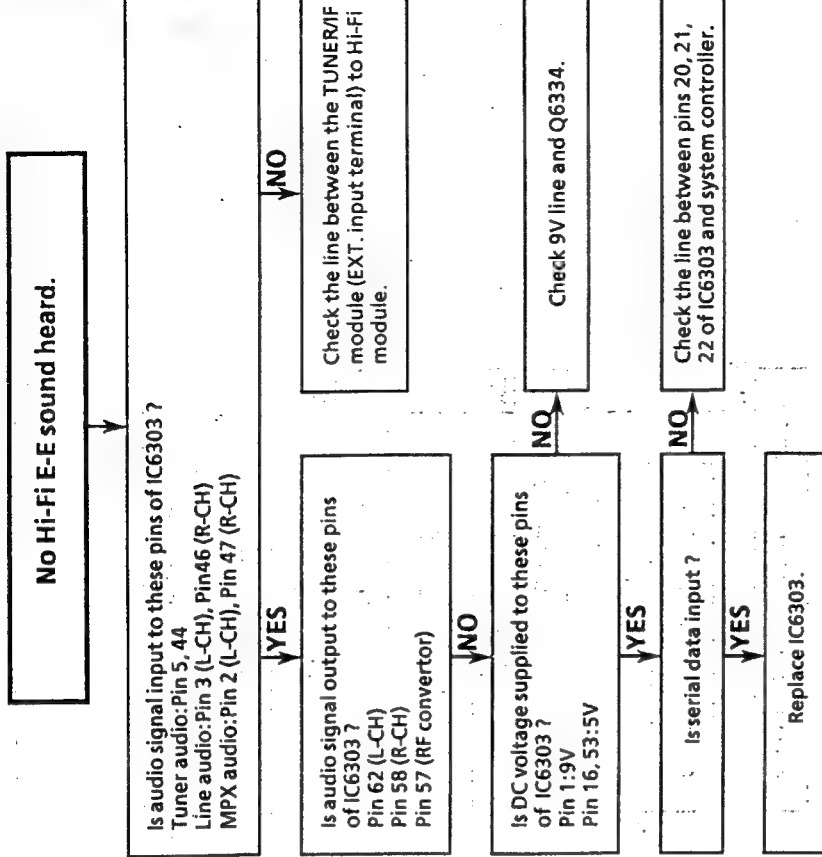 No Hi-Fi E-E sound heard.
Is audio signal input to these pins of IC6303 ?
Tuner audio:Pin 5, 44
Line audio:Pin 3 (L-CH), Pin46 (R-CH)
MPX audio:Pin 2 (L-CH), Pin 47 (R-CH)
NO
Check the line between the TUNER/IF
module (EXT. input terminal) to Hi-Fi
module.
YES
Is audio signal output to these pins
of IC6303 ?
Pin 62 (L-CH)
Pin 58 (R-CH)
Pin 57 (RF convertor)
NO
Is DC voltage supplied to these pins
of IC6303 ?
Pin 1:9V
Pin 16, 53:5V
NO
Check 9V line and Q6334.
YES
Is serial data input ?
NO
Check the line between pins 20, 21,
22 of IC6303 and system controller.
YES
Replace IC6303.